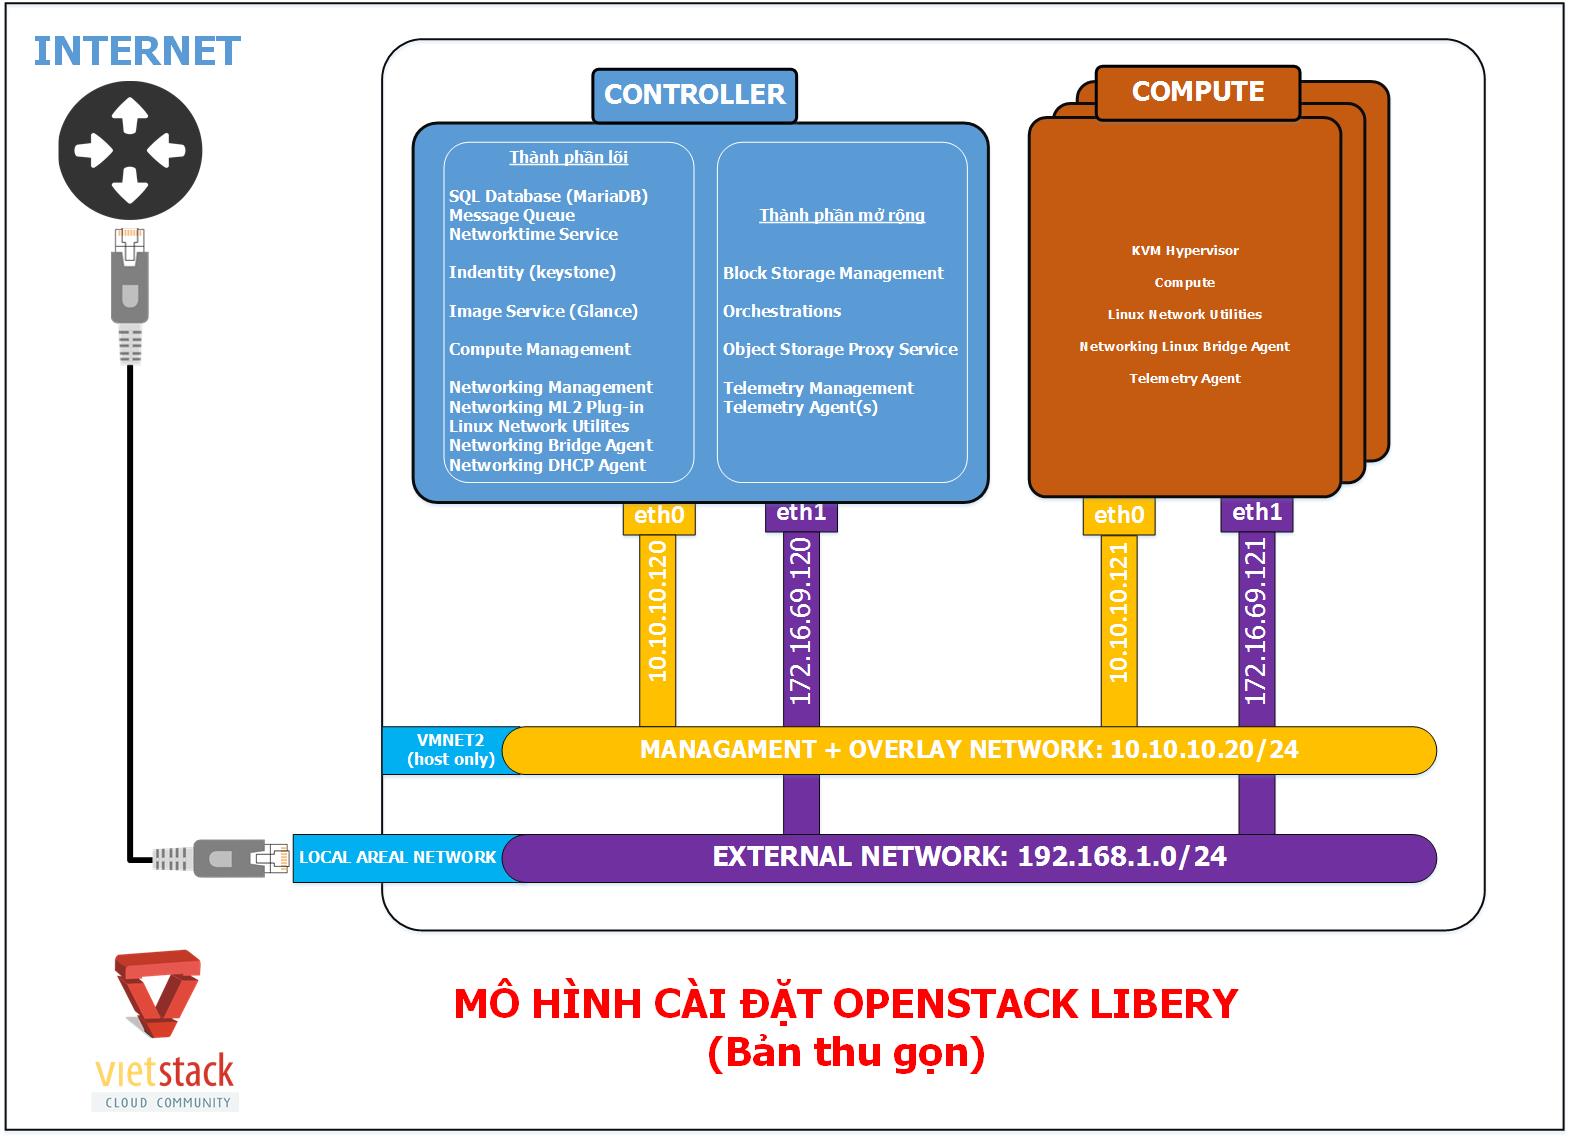 INTERNET
CONTROLLER
Thành phần lõi
SQL Database (MariaDB)
Message Queue
Networktime Service
Indentity (keystone)
Image Service (Glance)
Compute Management
Networking Management
Networking ML2 Plug-in
Linux Network Utilites
Networking Bridge Agent
Networking DHCP Agent
Thành phần mở rộng
Block Storage Management
Orchestrations
Object Storage Proxy Service
Telemetry Management
Telemetry Agent(s)
COMPUTE
KVM Hypervisor
Compute
Linux Network Utilities
Networking Linux Bridge Agent
Telemetry Agent
eth0
eth1
eth0
eth1
10.10.10.120
172.16.69.120
10.10.10.121
172.16.69.121
VMNET2
(host only)
MANAGAMENT + OVERLAY NETWORK: 10.10.10.20/24
LOCAL AREAL NETWORK
EXTERNAL NETWORK: 192.168.1.0/24
MÔ HÌNH CÀI ĐẶT OPENSTACK LIBERY
(Bản thu gọn)
vietstack
CLOUD COMMUNITY